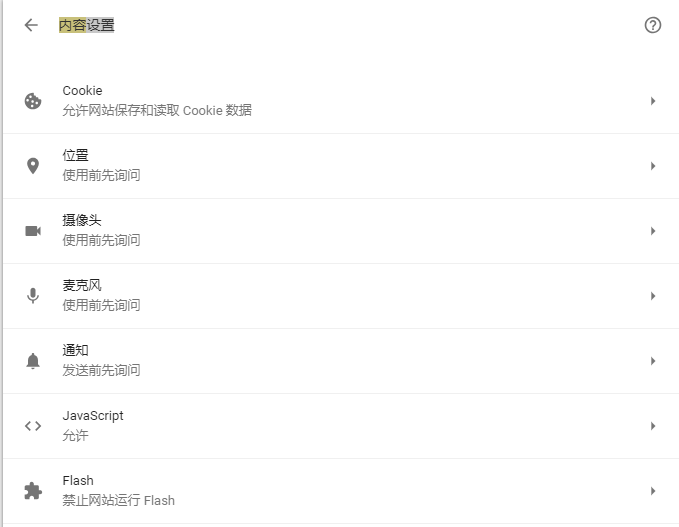 内容设置
Cookie
允许网站保存和读取 Cookie 数据
位置
使用前先询问
摄像头
使用前先询问
麦克风
使用前先询问
通知
发送前先询问
JavaScript
允许
Flash
禁止网站运行 Flash